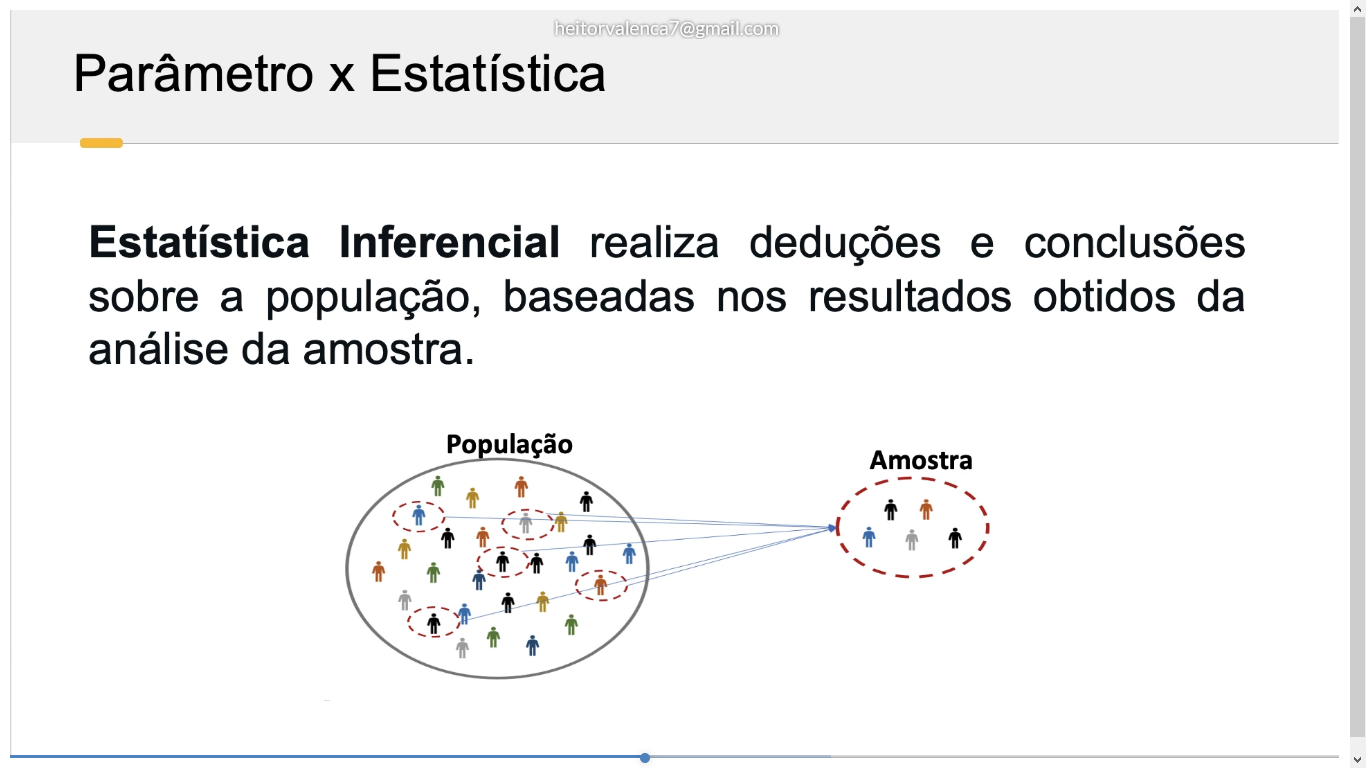 heitorvalenca7@gmail.com
Parâmetro x Estatística
Estatística Inferencial realiza deduções e conclusões
sobre a população, baseadas nos resultados obtidos da
análise da amostra.
População
Amostra